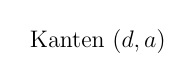 Kanten (d, a)